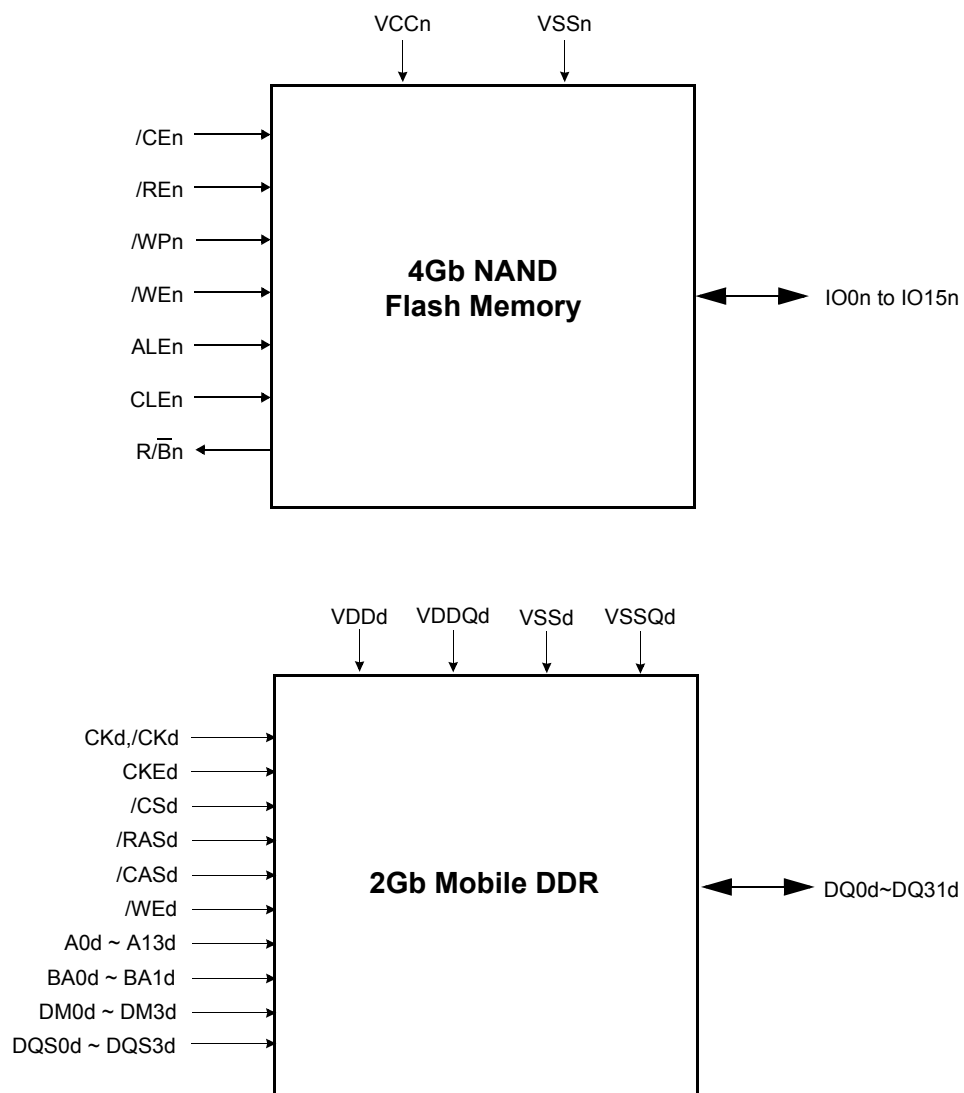 VCCn VSSn
/CEn
/REn
/WPn
/WEn
ALEn
CLEn
R/B̅n
4Gb NAND
Flash Memory
IO0n to IO15n
VDDd VDDQd VSSd VSSQd
CKd,/CKd
CKEd
/CSd
/RASd
/CASd
/WEd
A0d ~ A13d
BA0d ~ BA1d
DM0d ~ DM3d
DQS0d ~ DQS3d
2Gb Mobile DDR
DQ0d~DQ31d